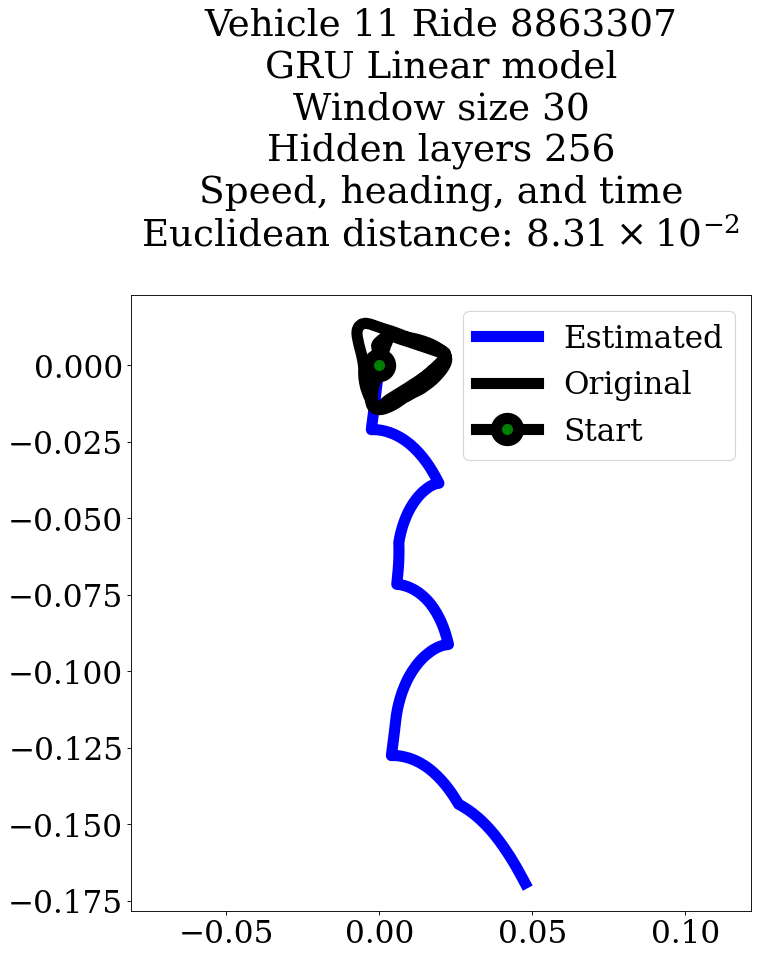 Vehicle 11 Ride 8863307
GRU Linear model
Window size 30
Hidden layers 256
Speed, heading, and time
Euclidean distance: 8.31 × 10⁻²
Estimated
Original
Start
0.000
−0.025
−0.050
−0.075
−0.100
−0.125
−0.150
−0.175
−0.05 0.00 0.05 0.10